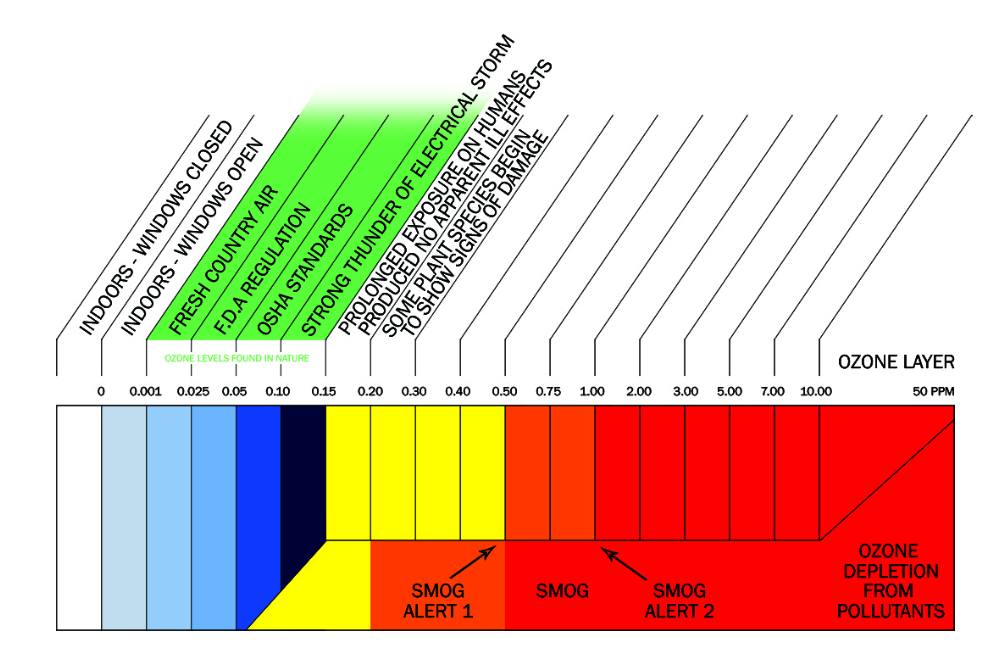 INDOORS - WINDOWS CLOSED
INDOORS - WINDOWS OPEN
FRESH COUNTRY AIR
F.D.A REGULATION
OSHA STANDARDS
STRONG THUNDER OF ELECTRICAL STORM
PROLONGED EXPOSURE ON HUMANS
PRODUCED NO APPARENT ILL EFFECTS
SOME PLANT SPECIES BEGIN
TO SHOW SIGNS OF DAMAGE
OZONE LEVELS FOUND IN NATURE
OZONE LAYER
0 0.001 0.025 0.05 0.10 0.15 0.20 0.30 0.40 0.50 0.75 1.00 2.00 3.00 5.00 7.00 10.00 50 PPM
SMOG
ALERT 1
SMOG
SMOG
ALERT 2
OZONE
DEPLETION
FROM
POLLUTANTS